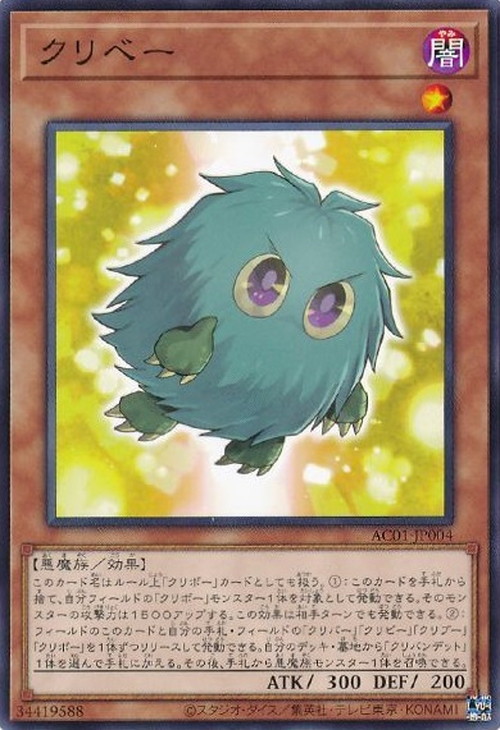 クリベー
やみ
闇
AC01-JP004
【悪魔族/効果】
このカード名はルール上「クリボー」カードとしても扱う。①:このカードを手札から
捨て、自分フィールドの「クリボー」モンスター1体を対象として発動できる。そのモン
スターの攻撃力は1500アップする。この効果は相手ターンでも発動できる。②:
フィールドのこのカードと自分の手札・フィールドの「クリバー」「クリビー」「クリブー」
「クリボー」を1体ずつリリースして発動できる。自分のデッキ・墓地から「クリバンデット」
1体を選んで手札に加える。その後、手札から悪魔族モンスター1体を召喚できる。
ATK/ 300 DEF/ 200
34419588
©スタジオ・ダイス/集英社・テレビ東京・KONAMI